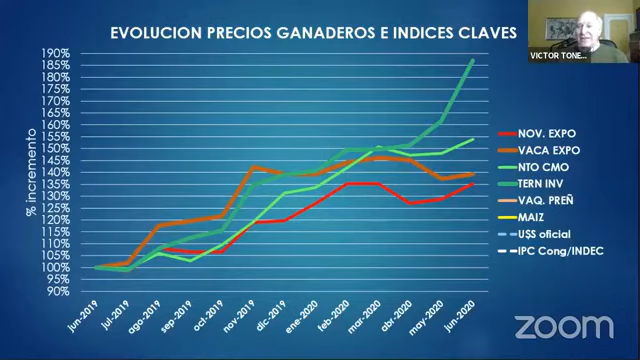 EVOLUCION PRECIOS GANADEROS E INDICES CLAVES
VICTOR TONE...
% incremento
190%
185%
180%
175%
170%
165%
160%
155%
150%
145%
140%
135%
130%
125%
120%
115%
110%
105%
100%
95%
90%
jun-2019
jul-2019
ago-2019
sep-2019
oct-2019
nov-2019
dic-2019
ene-2020
feb-2020
mar-2020
abr-2020
may-2020
jun-2020
NOV. EXPO
VACA EXPO
NTO CMO
TERN INV
VAQ. PREÑ
MAIZ
U$S oficial
IPC Cong/INDEC
zoom